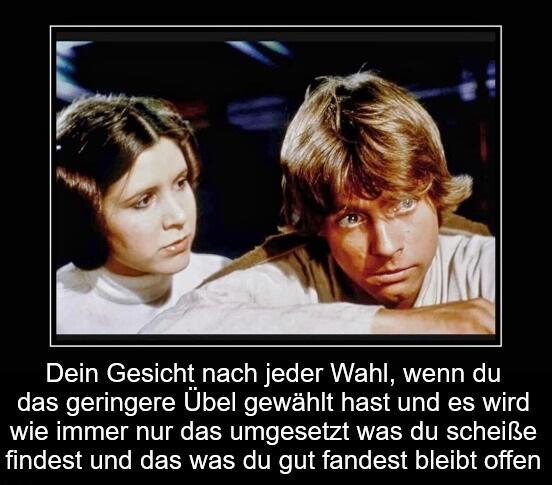 Dein Gesicht nach jeder Wahl, wenn du
das geringere Übel gewählt hast und es wird
wie immer nur das umgesetzt was du scheiße
findest und das was du gut fandest bleibt offen